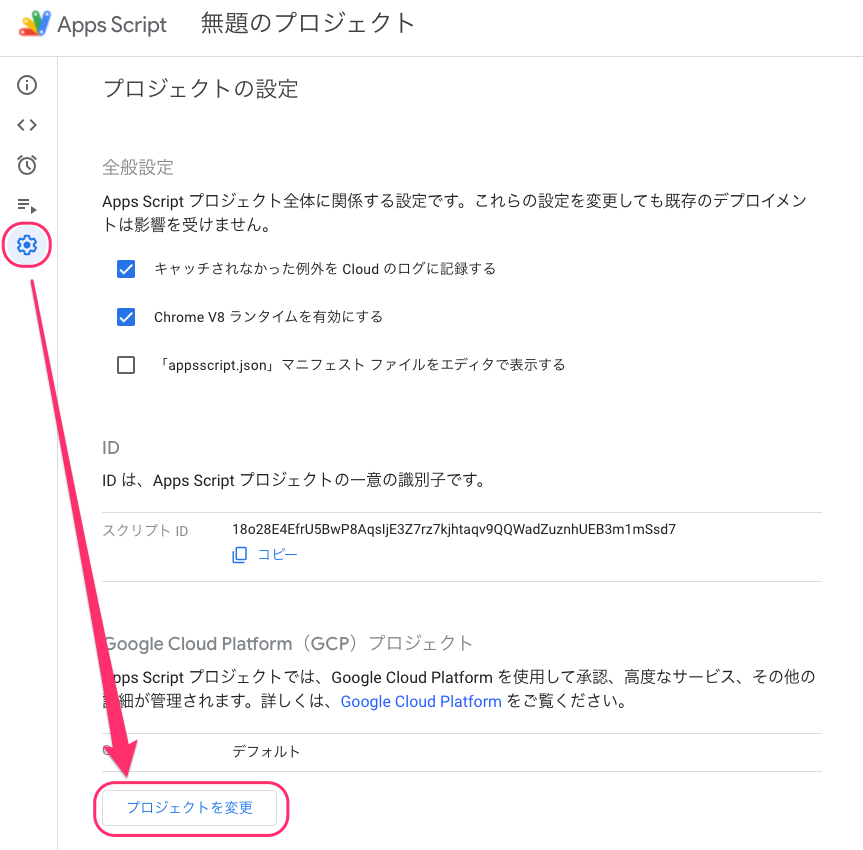 Apps Script 無題のプロジェクト
プロジェクトの設定
全般設定
Apps Script プロジェクト全体に関係する設定です。これらの設定を変更しても既存のデプロイメン
トは影響を受けません。
キャッチされなかった例外を Cloud のログに記録する
Chrome V8 ランタイムを有効にする
「appsscript.json」マニフェスト ファイルをエディタで表示する
ID
ID は、Apps Script プロジェクトの一意の識別子です。
スクリプト ID 18o28E4EfrU5BwP8AqsIjE3Z7rz7kjhtaqv9QQWadZuznhUEB3m1mSsd7
コピー
Google Cloud Platform（GCP）プロジェクト
Apps Script プロジェクトでは、Google Cloud Platform を使用して承認、高度なサービス、その他の
詳細が管理されます。詳しくは、Google Cloud Platform をご覧ください。
デフォルト
プロジェクトを変更